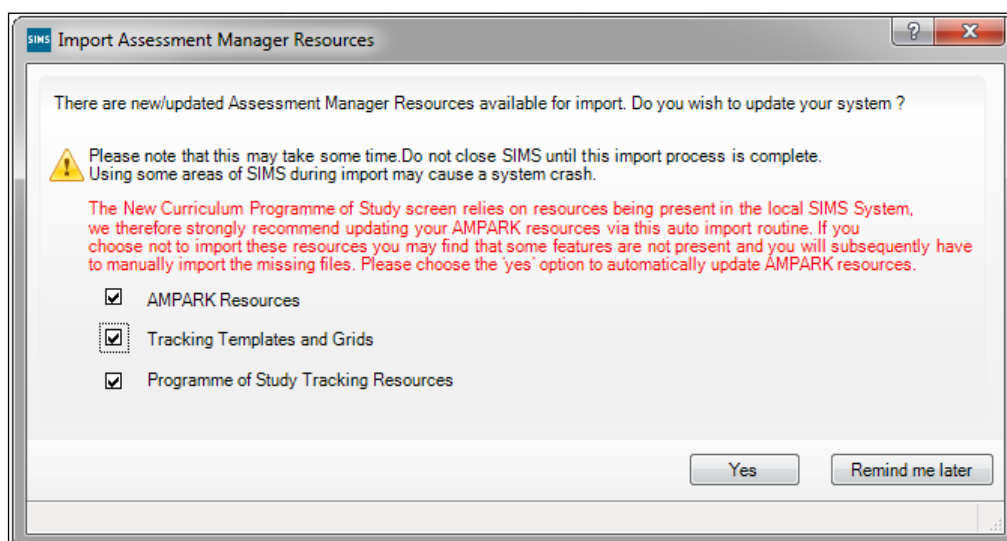 SIMS Import Assessment Manager Resources
? X
There are new/updated Assessment Manager Resources available for import. Do you wish to update your system ?
Please note that this may take some time.Do not close SIMS until this import process is complete.
Using some areas of SIMS during import may cause a system crash.
The New Curriculum Programme of Study screen relies on resources being present in the local SIMS System,
we therefore strongly recommend updating your AMPARK resources via this auto import routine. If you
choose not to import these resources you may find that some features are not present and you will subsequently have
to manually import the missing files. Please choose the 'yes' option to automatically update AMPARK resources.
AMPARK Resources
Tracking Templates and Grids
Programme of Study Tracking Resources
Yes Remind me later